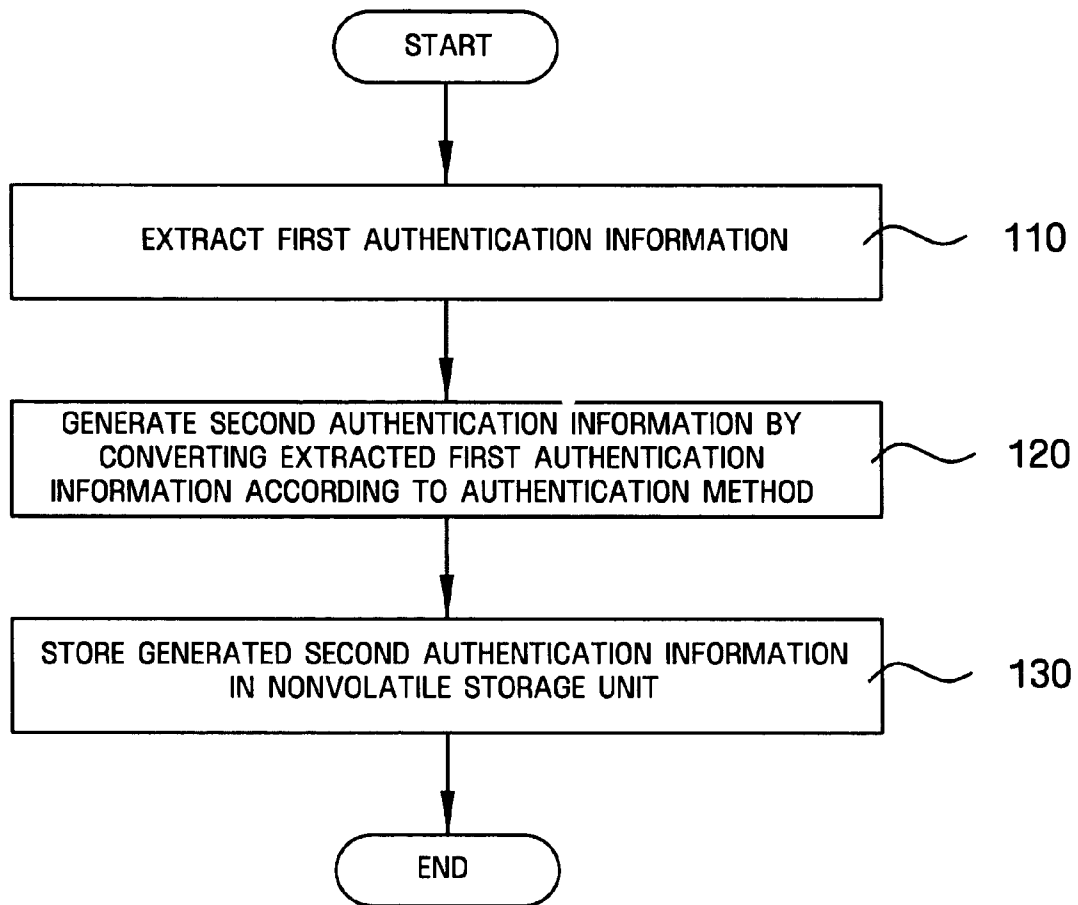 START
EXTRACT FIRST AUTHENTICATION INFORMATION
110
GENERATE SECOND AUTHENTICATION INFORMATION BY
CONVERTING EXTRACTED FIRST AUTHENTICATION
INFORMATION ACCORDING TO AUTHENTICATION METHOD
120
STORE GENERATED SECOND AUTHENTICATION INFORMATION
IN NONVOLATILE STORAGE UNIT
130
END